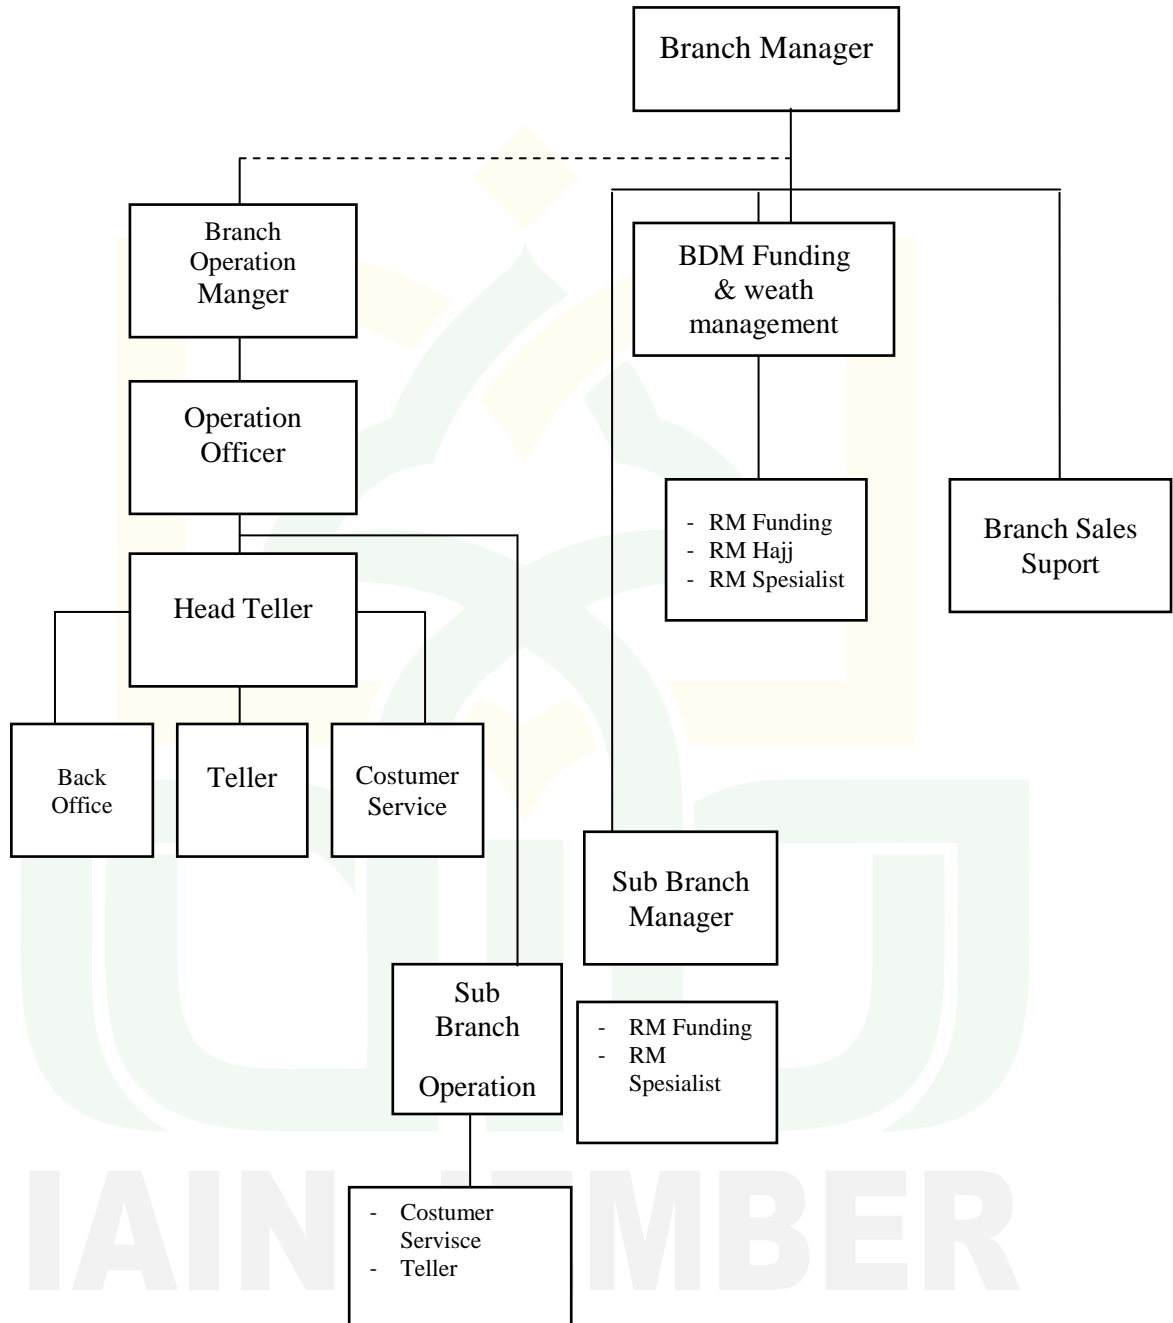 Branch Manager
Branch
Operation
Manger
BDM Funding
& weath
management
Operation
Officer
- RM Funding
- RM Hajj
- RM Spesialist
Branch Sales
Suport
Head Teller
Back
Office
Teller
Costumer
Service
Sub Branch
Manager
Sub
Branch
Operation
- RM Funding
- RM
Spesialist
- Costumer
Servisce
- Teller
IAIN JEMBER